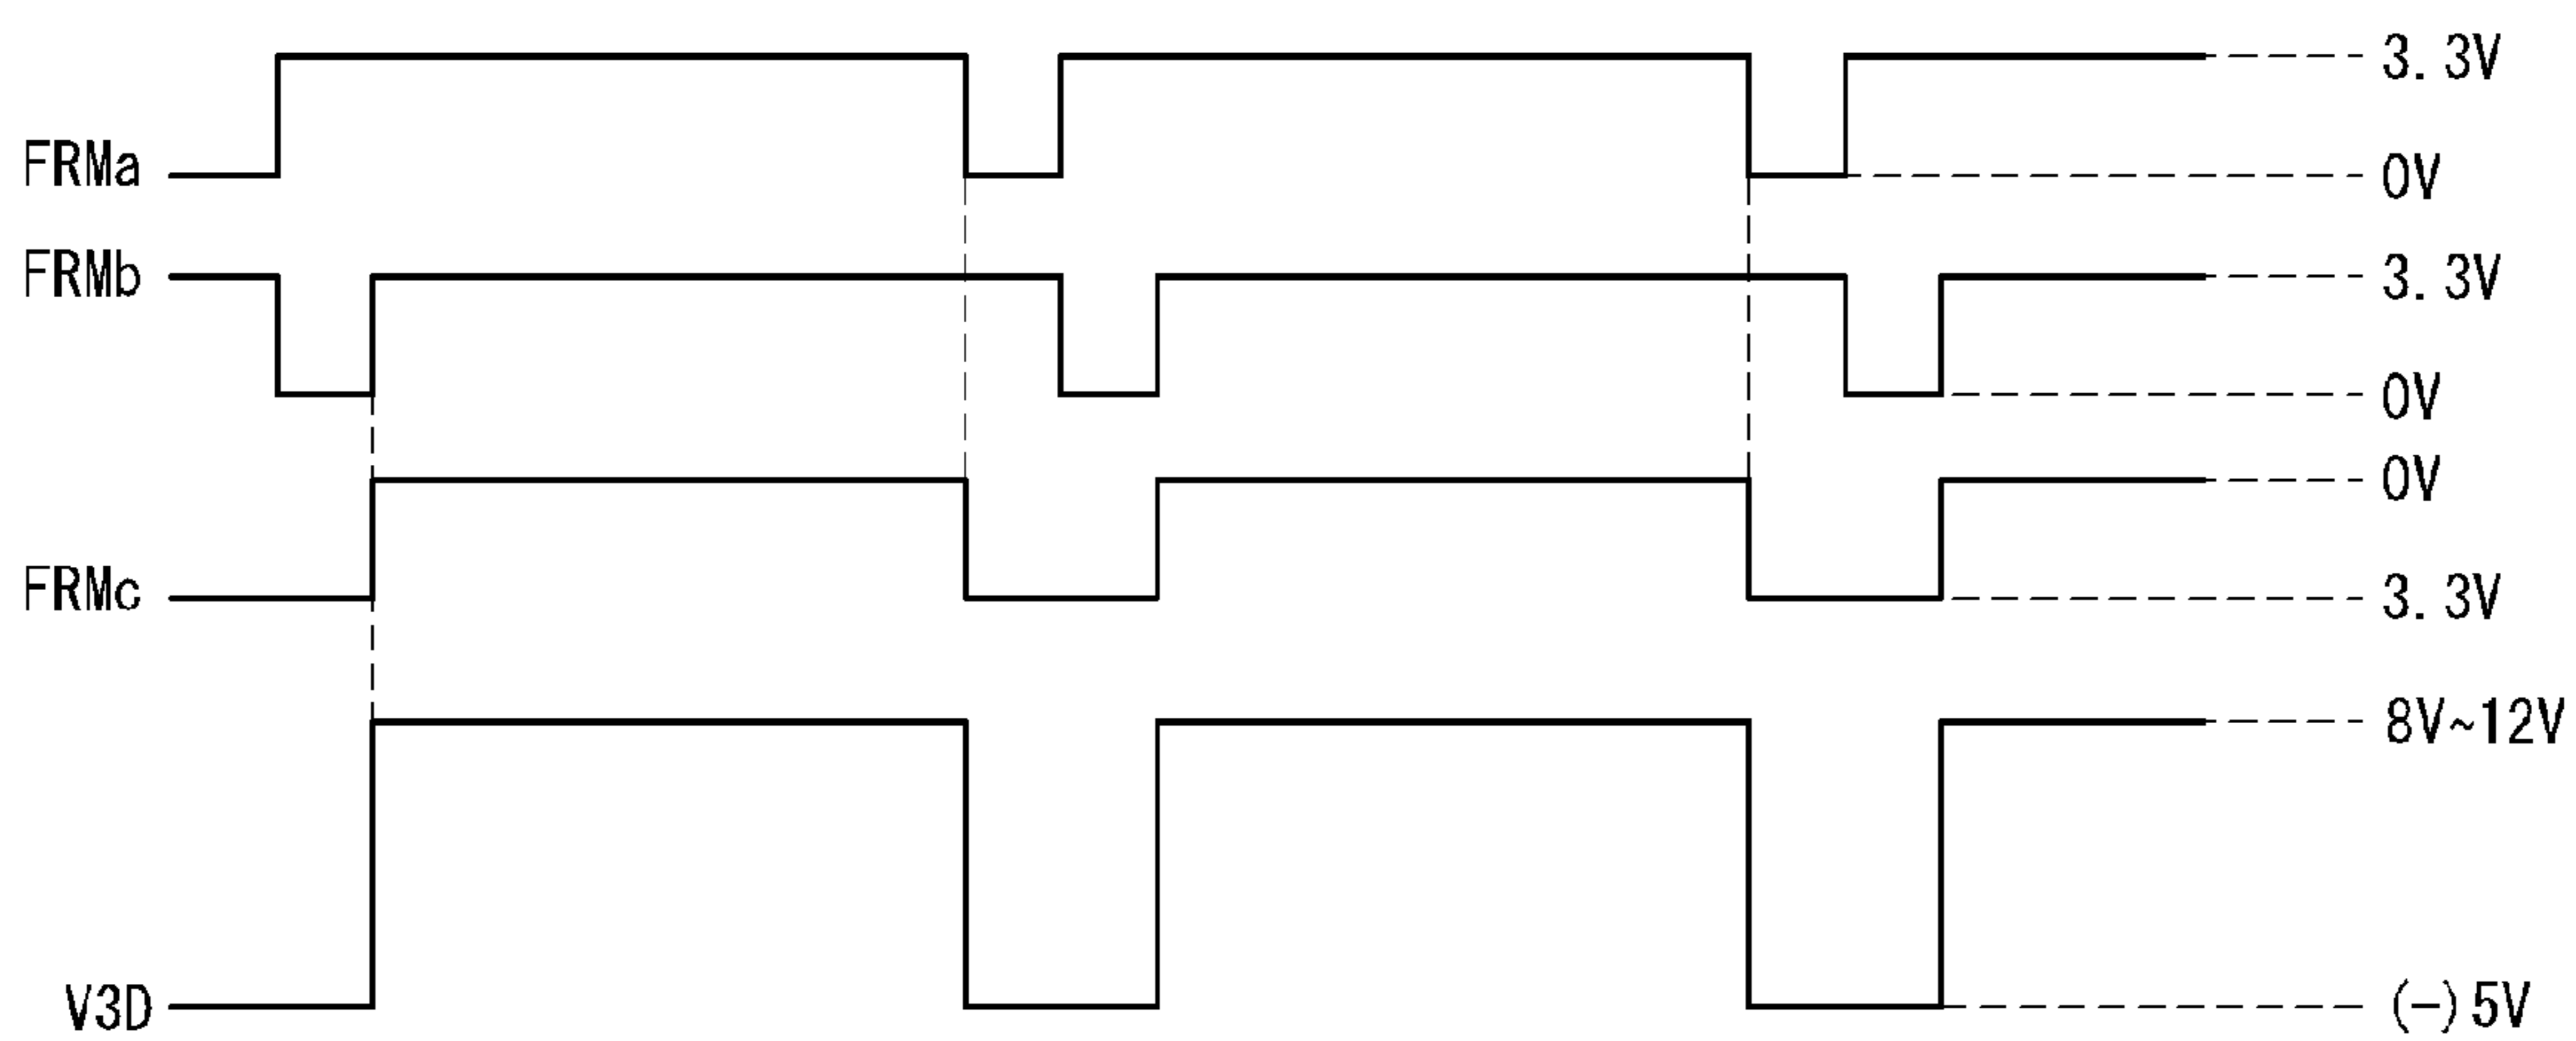 3.3V
FRMa
0V
FRMb 3.3V
0V
0V
FRMc 3.3V
8V~12V
V3D (-)5V